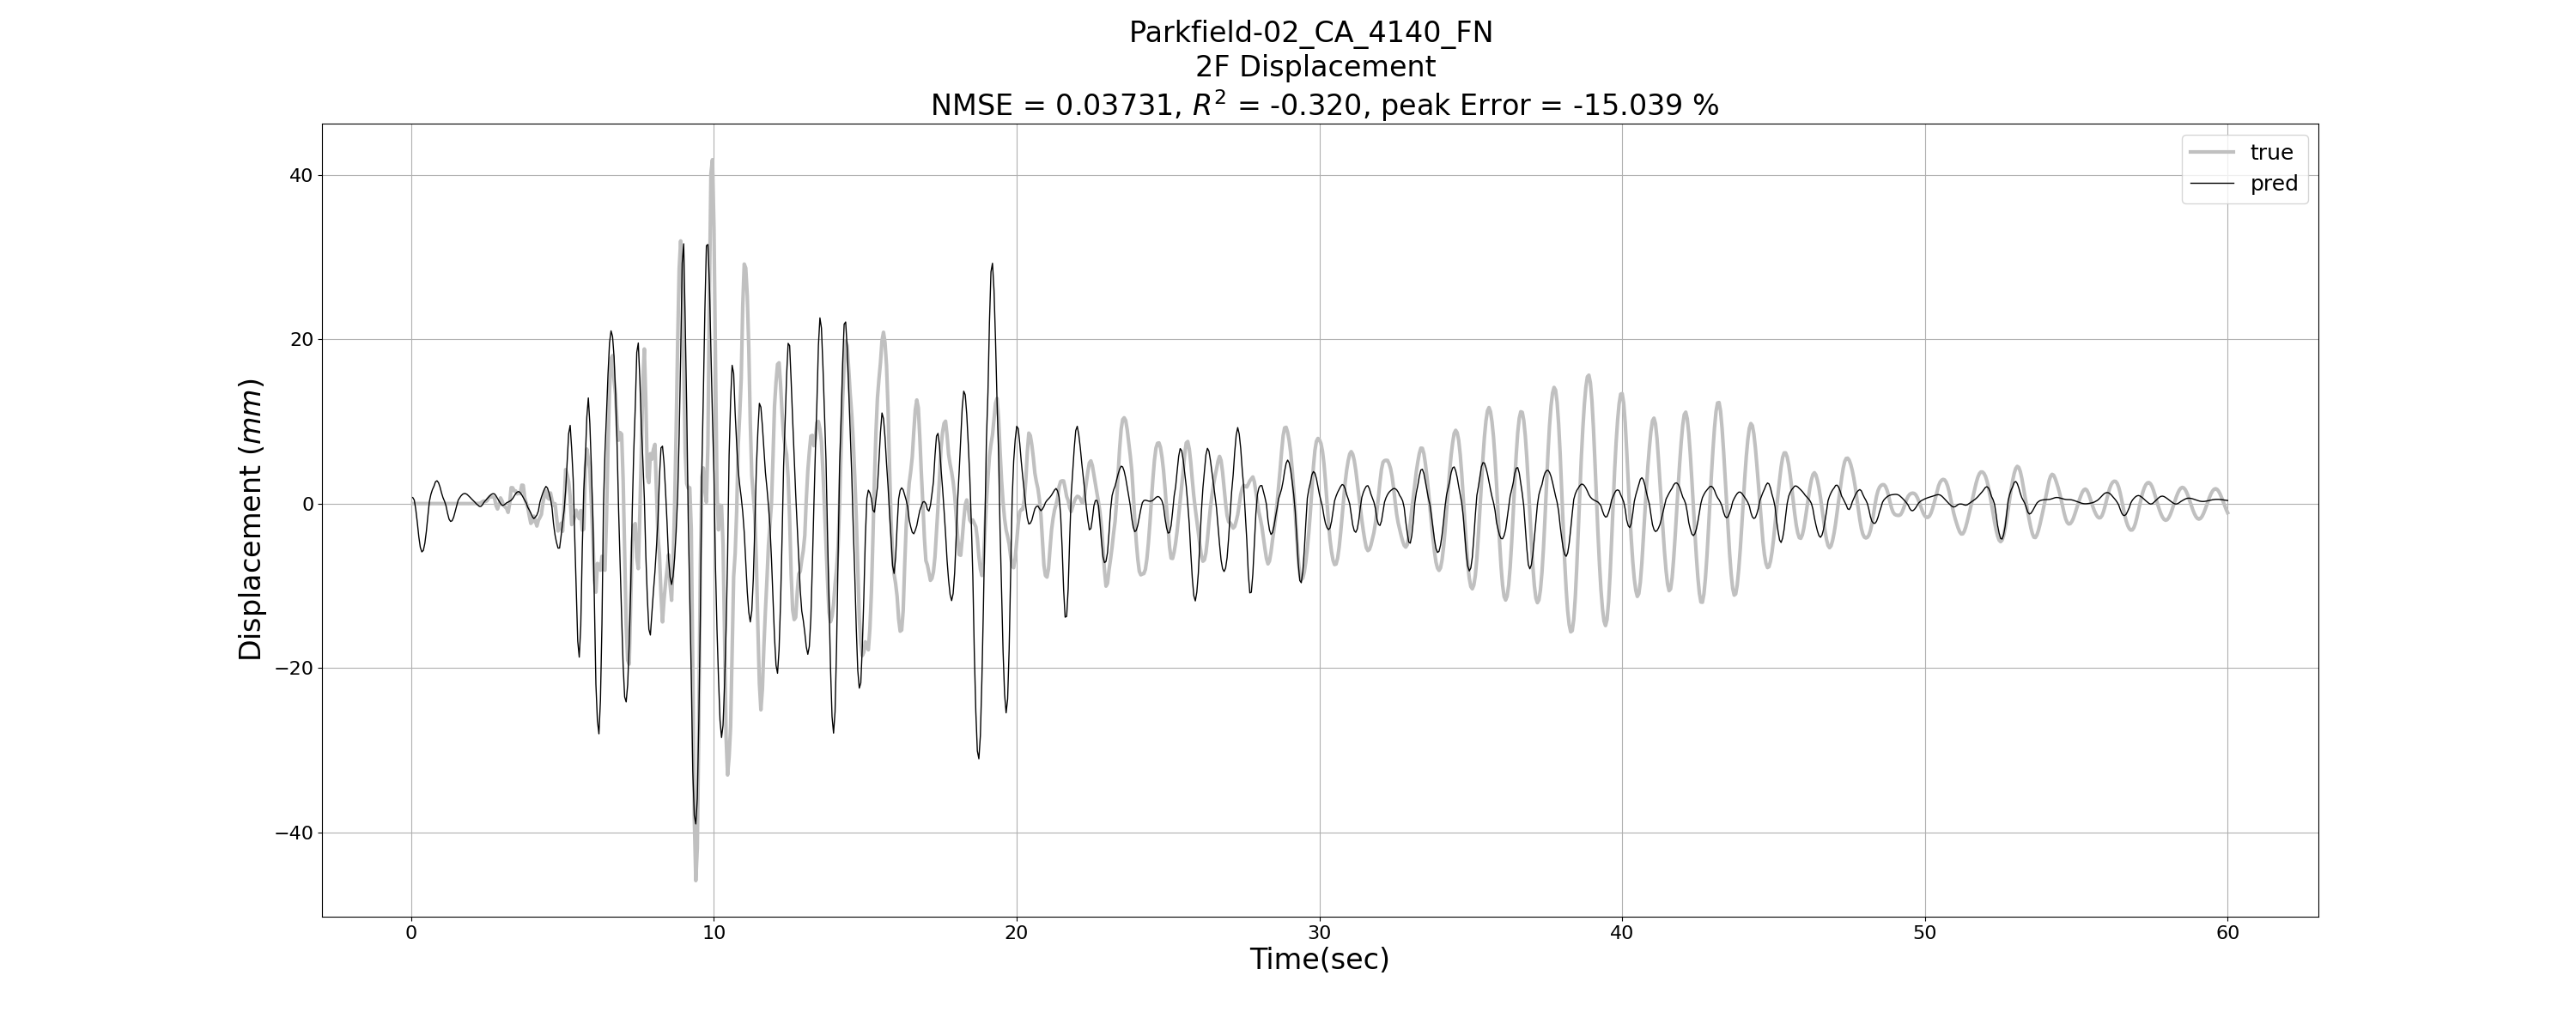 Parkfield-02_CA_4140_FN
2F Displacement
NMSE = 0.03731, R² = -0.320, peak Error = -15.039 %
true
pred
40
20
0
−20
−40
Displacement (mm)
0 10 20 30 40 50 60
Time(sec)